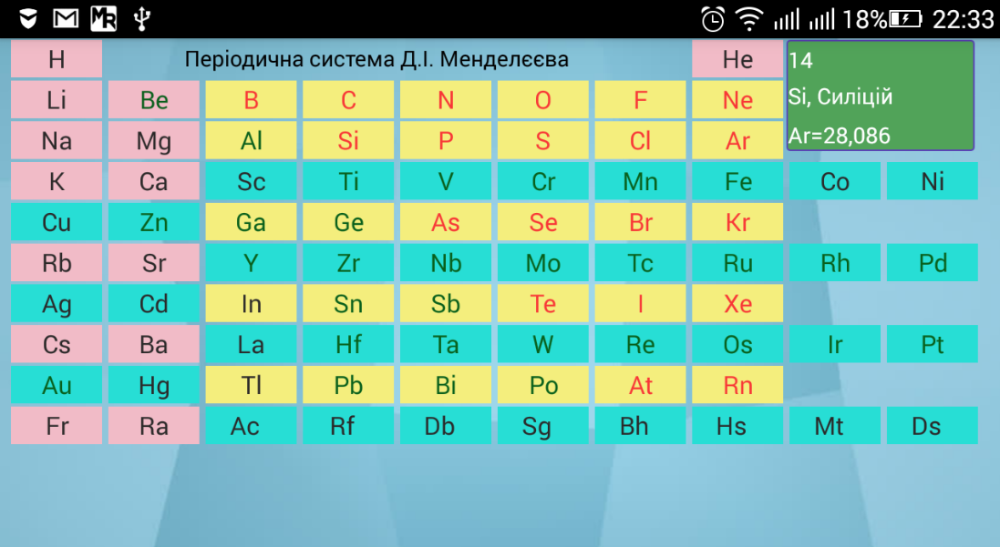 MR
18% 22:33
H Періодична система Д.І. Менделєєва He
14
Si, Силіцій
Ar=28,086
Li Be B C N O F Ne
Na Mg Al Si P S Cl Ar
K Ca Sc Ti V Cr Mn Fe Co Ni
Cu Zn Ga Ge As Se Br Kr
Rb Sr Y Zr Nb Mo Tc Ru Rh Pd
Ag Cd In Sn Sb Te I Xe
Cs Ba La Hf Ta W Re Os Ir Pt
Au Hg Tl Pb Bi Po At Rn
Fr Ra Ac Rf Db Sg Bh Hs Mt Ds